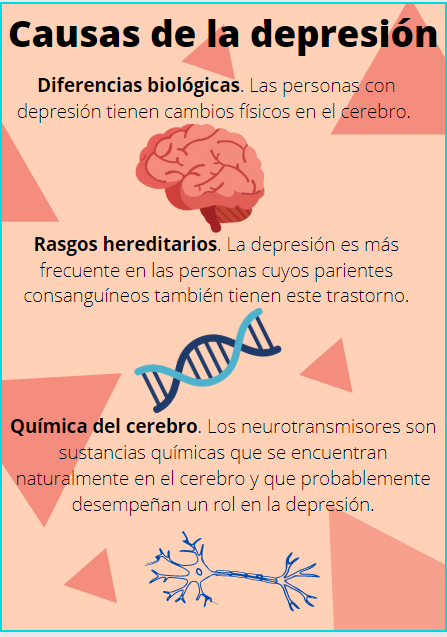 Causas de la depresión
Diferencias biológicas. Las personas con
depresión tienen cambios físicos en el cerebro.
Rasgos hereditarios. La depresión es más
frecuente en las personas cuyos parientes
consanguíneos también tienen este trastorno.
Química del cerebro. Los neurotransmisores son
sustancias químicas que se encuentran
naturalmente en el cerebro y que probablemente
desempeñan un rol en la depresión.